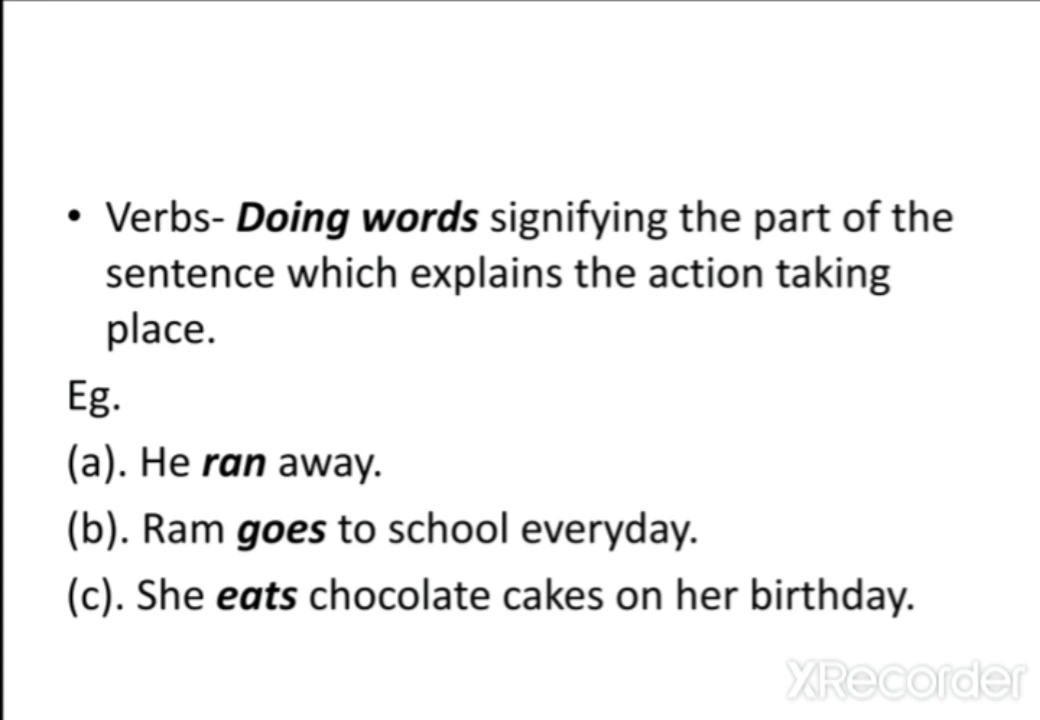 • Verbs- Doing words signifying the part of the
sentence which explains the action taking
place.
Eg.
(a). He ran away.
(b). Ram goes to school everyday.
(c). She eats chocolate cakes on her birthday.
XRecorder